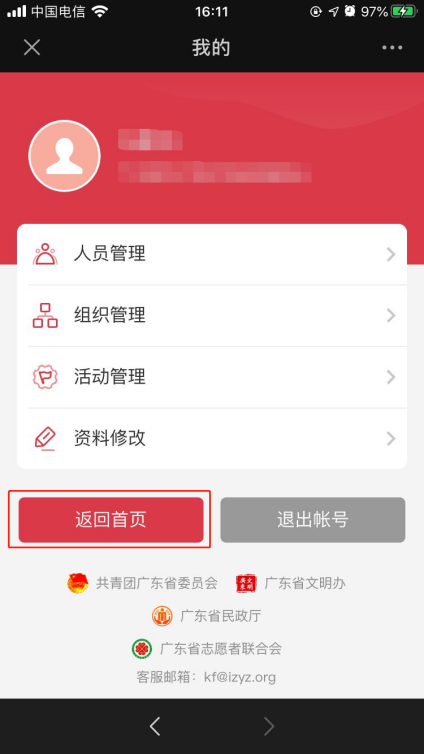 中国电信 16:11 97%
我的
人员管理
组织管理
活动管理
资料修改
返回首页 退出帐号
共青团广东省委员会 广东省文明办
广东省民政厅
广东省志愿者联合会
客服邮箱：kf@izyz.org